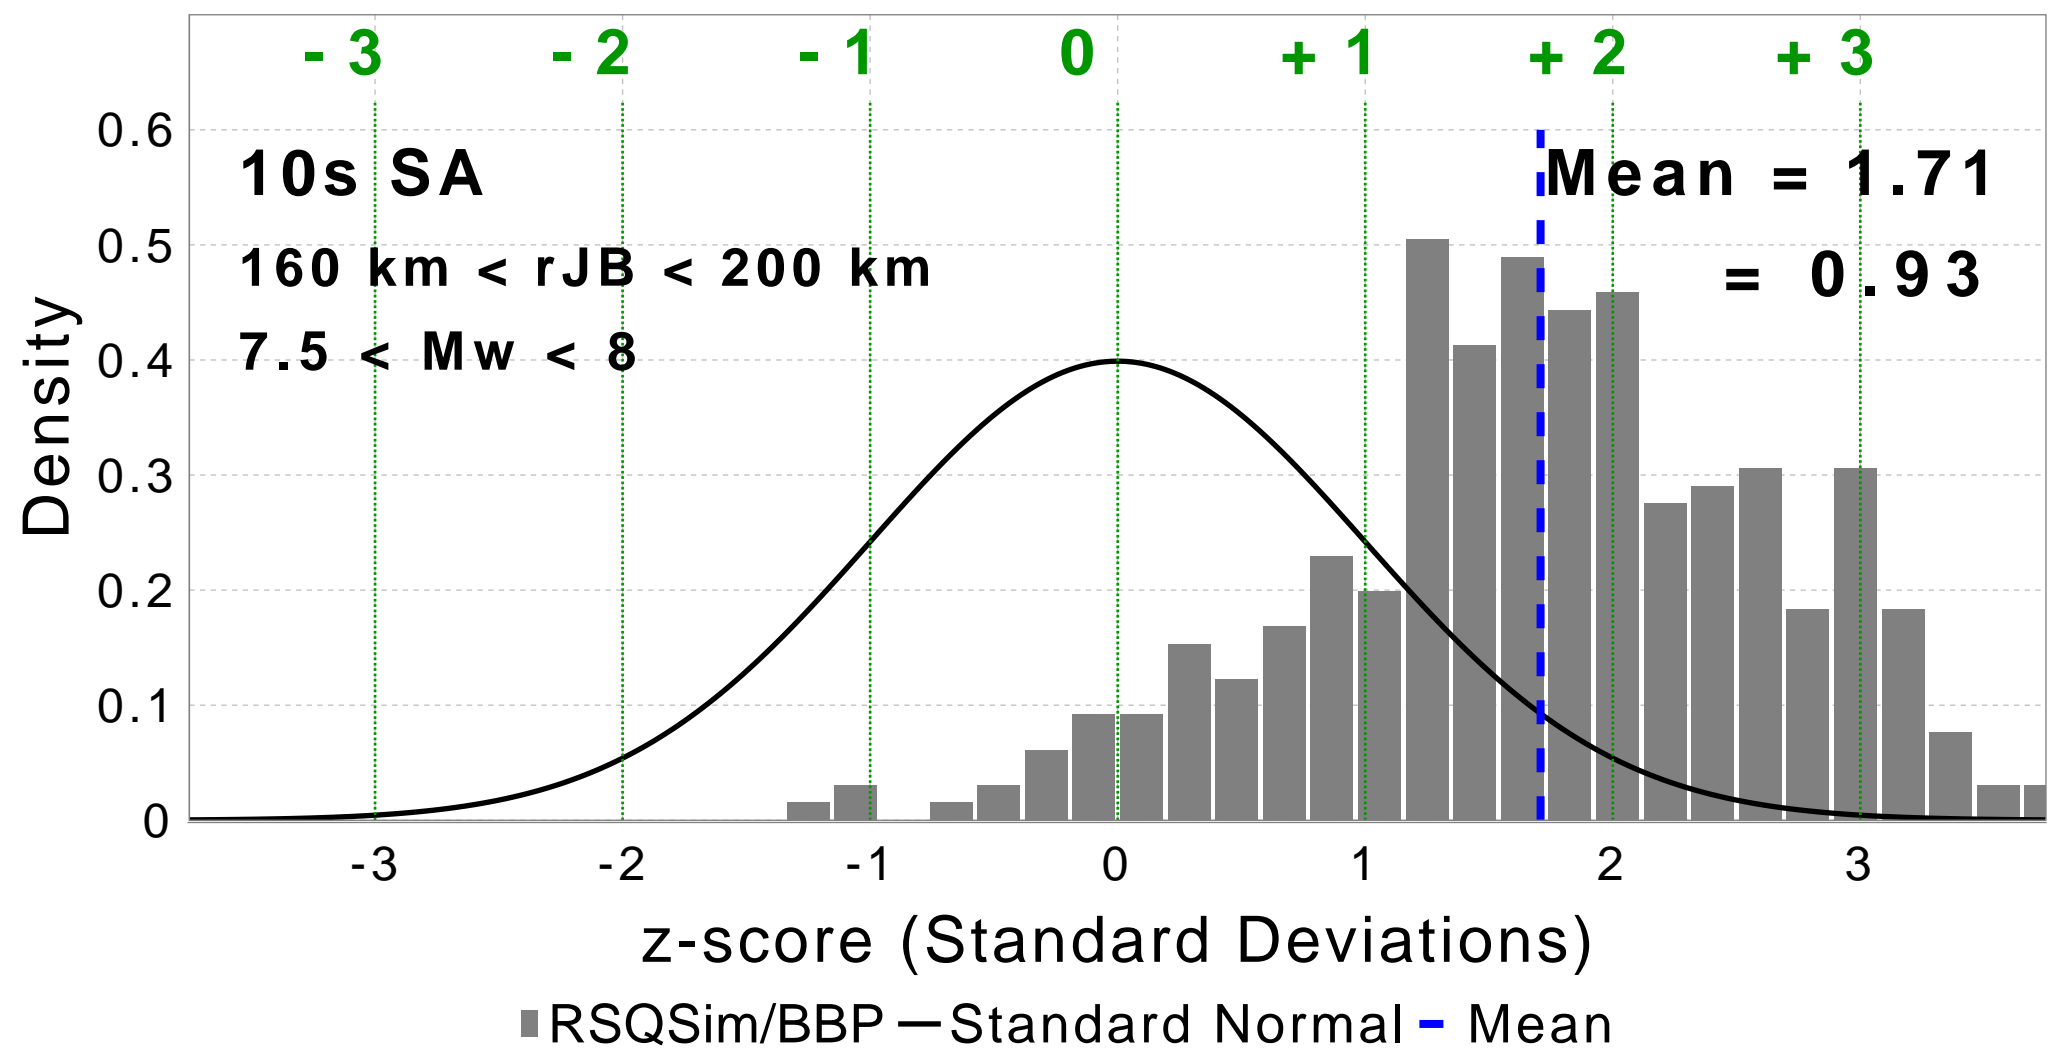 - 3 - 2 - 1 0 + 1 + 2 + 3
0.6
10s SA
Mean = 1.71
0.5
160 km < rJB < 200 km
= 0.93
0.4
7.5 < Mw < 8
Density
0.3
0.2
0.1
0
-3 -2 -1 0 1 2 3
z-score (Standard Deviations)
RSQSim/BBP Standard Normal Mean